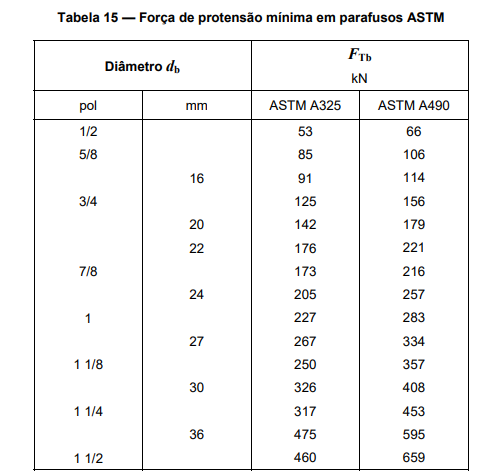 Tabela 15 — Força de protensão mínima em parafusos ASTM
Diâmetro db FTb
kN
pol mm ASTM A325 ASTM A490
1/2 53 66
5/8 85 106
16 91 114
3/4 125 156
20 142 179
22 176 221
7/8 173 216
24 205 257
1 227 283
27 267 334
1 1/8 250 357
30 326 408
1 1/4 317 453
36 475 595
1 1/2 460 659